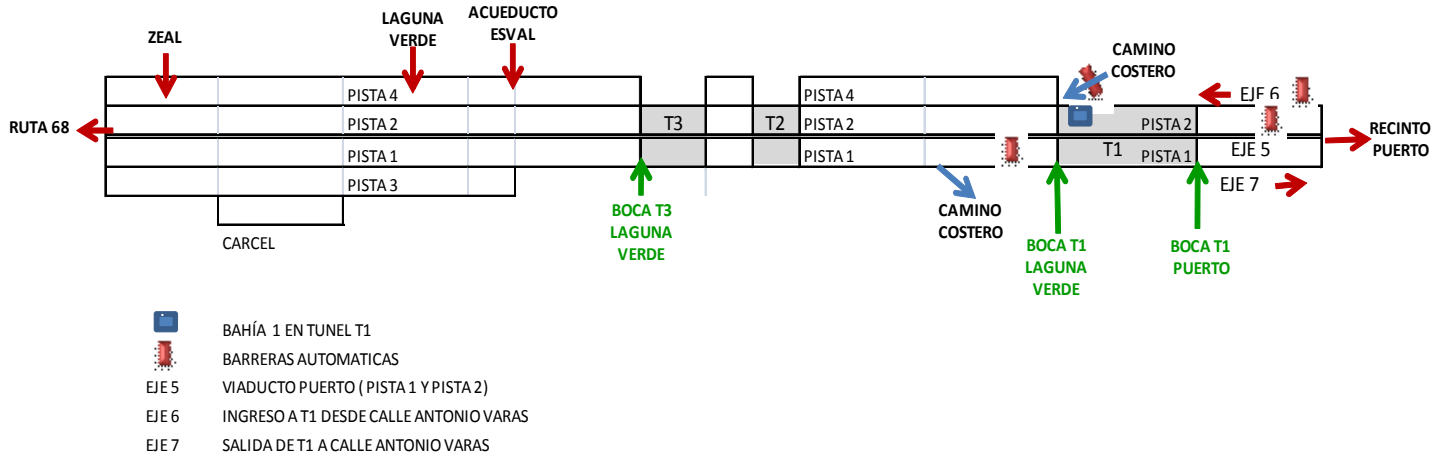 ZEAL
LAGUNA
VERDE
ACUEDUCTO
ESVAL
CAMINO
COSTERO
PISTA 4
PISTA 4
EJE 6
RUTA 68
PISTA 2
T3
T2
PISTA 2
PISTA 2
RECINTO
PUERTO
PISTA 1
PISTA 1
T1
PISTA 1
EJE 5
PISTA 3
EJE 7
CARCEL
BOCA T3
LAGUNA
VERDE
CAMINO
COSTERO
BOCA T1
LAGUNA
VERDE
BOCA T1
PUERTO
BAHÍA 1 EN TUNEL T1
BARRERAS AUTOMATICAS
EJE 5 VIADUCTO PUERTO ( PISTA 1 Y PISTA 2)
EJE 6 INGRESO A T1 DESDE CALLE ANTONIO VARAS
EJE 7 SALIDA DE T1 A CALLE ANTONIO VARAS